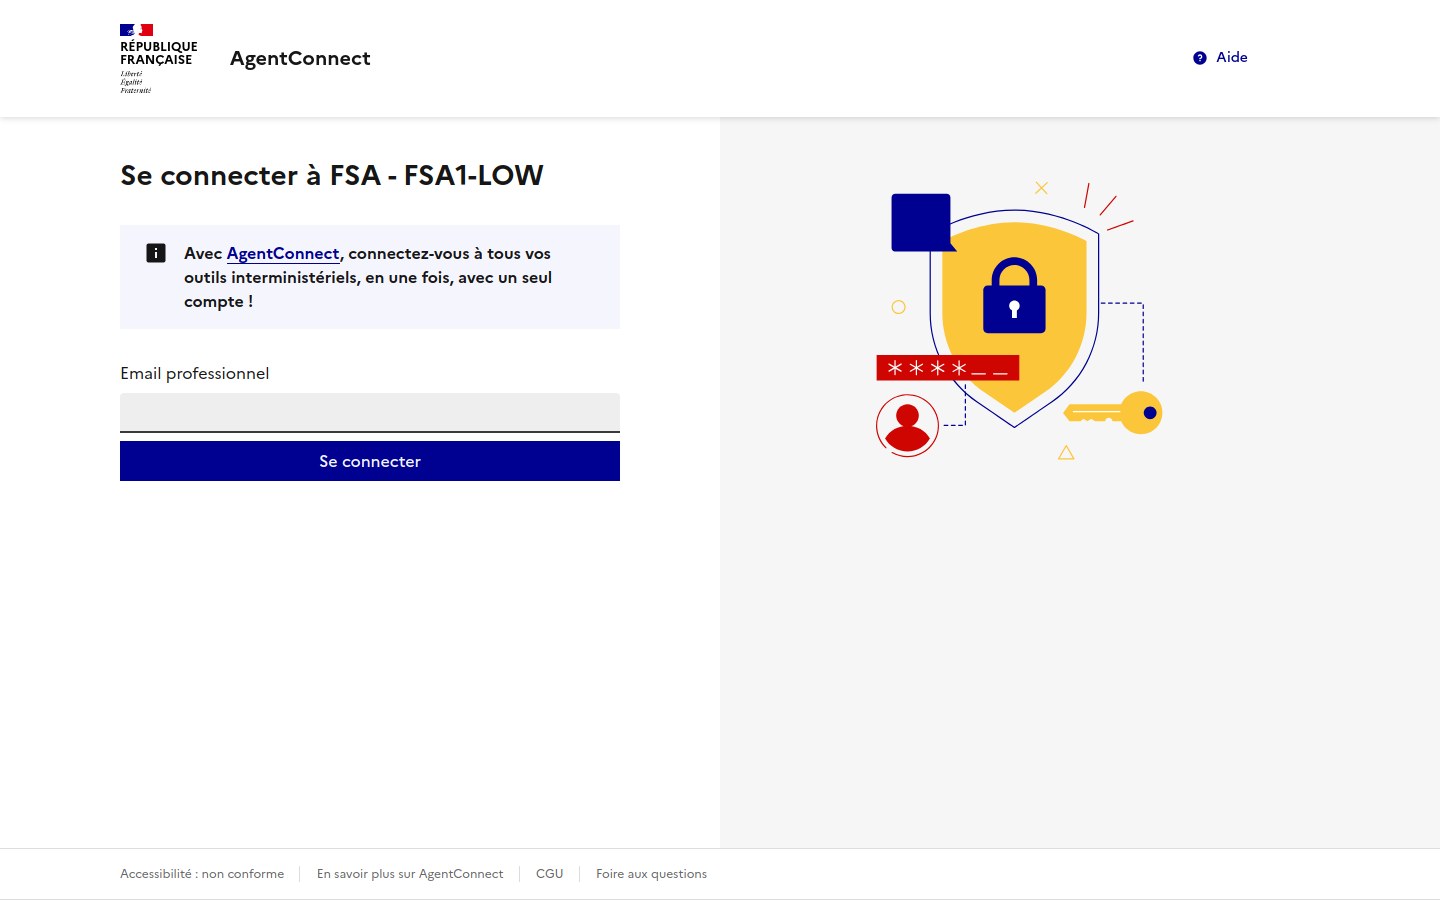 RÉPUBLIQUE
FRANÇAISE
Liberté
Égalité
Fraternité
AgentConnect
Aide
Se connecter à FSA - FSA1-LOW
Avec AgentConnect, connectez-vous à tous vos
outils interministériels, en une fois, avec un seul
compte !
Email professionnel
Se connecter
Accessibilité : non conforme
En savoir plus sur AgentConnect
CGU
Foire aux questions